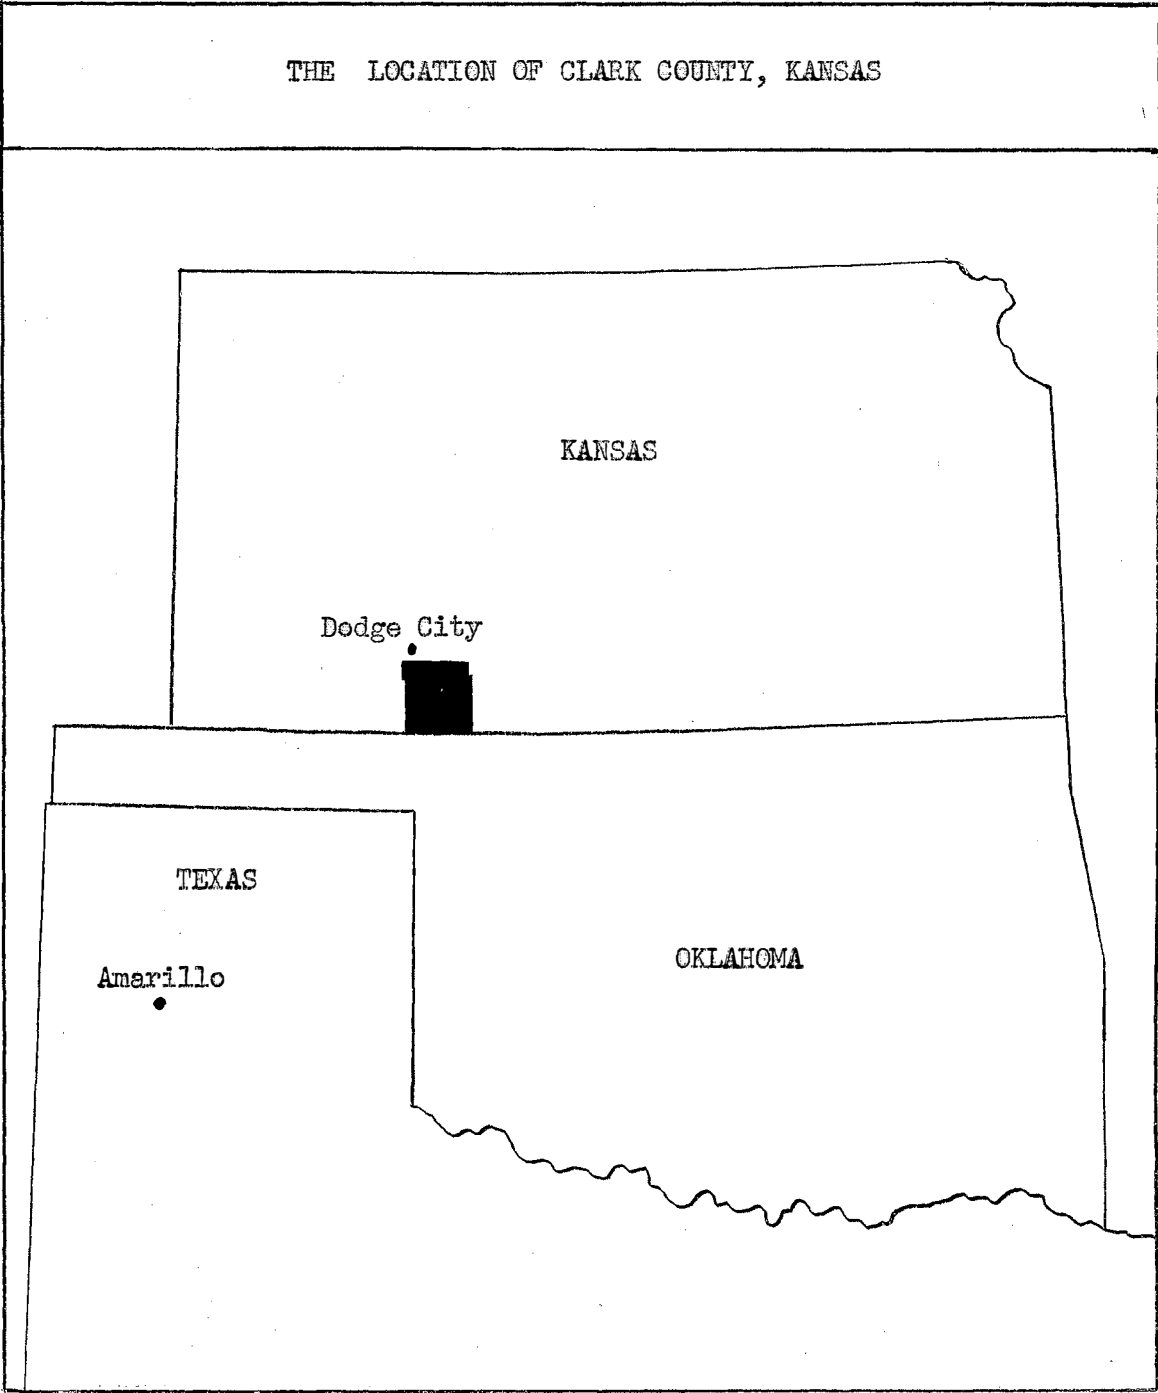 THE LOCATION OF CLARK COUNTY, KANSAS
KANSAS
Dodge City
TEXAS
OKLAHOMA
Amarillo